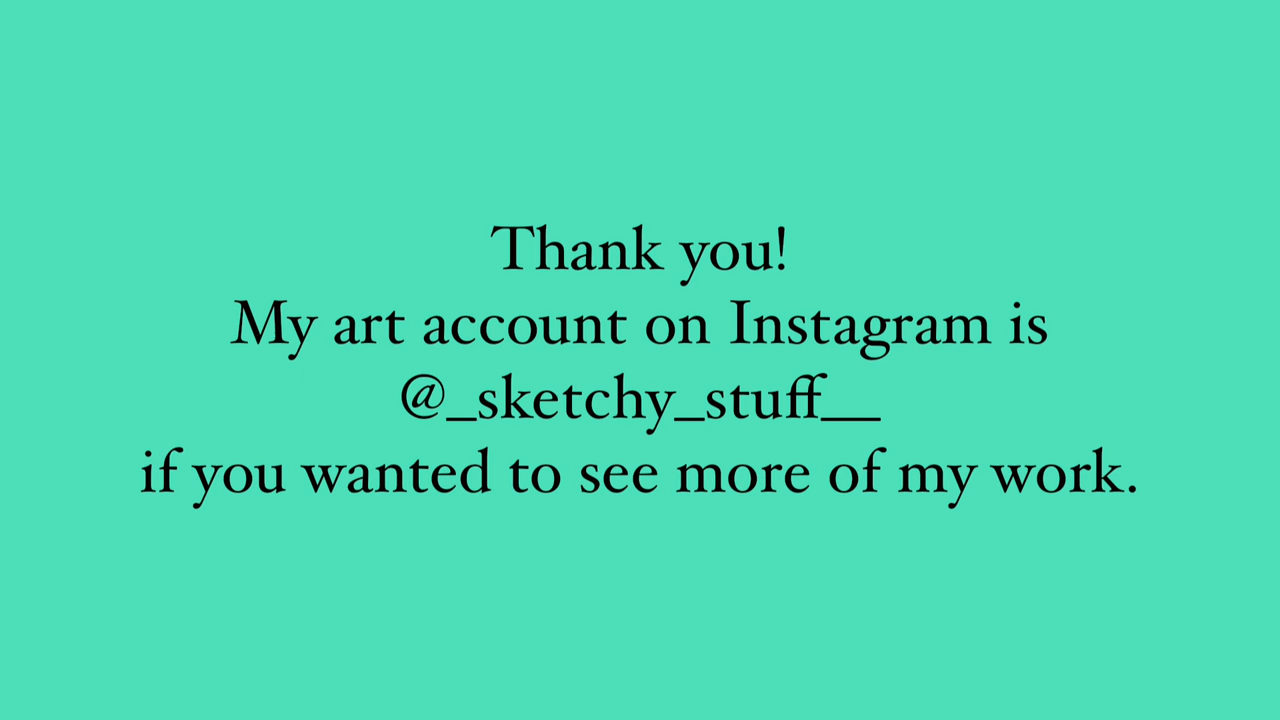 Thank you!
My art account on Instagram is
@_sketchy_stuff__
if you wanted to see more of my work.